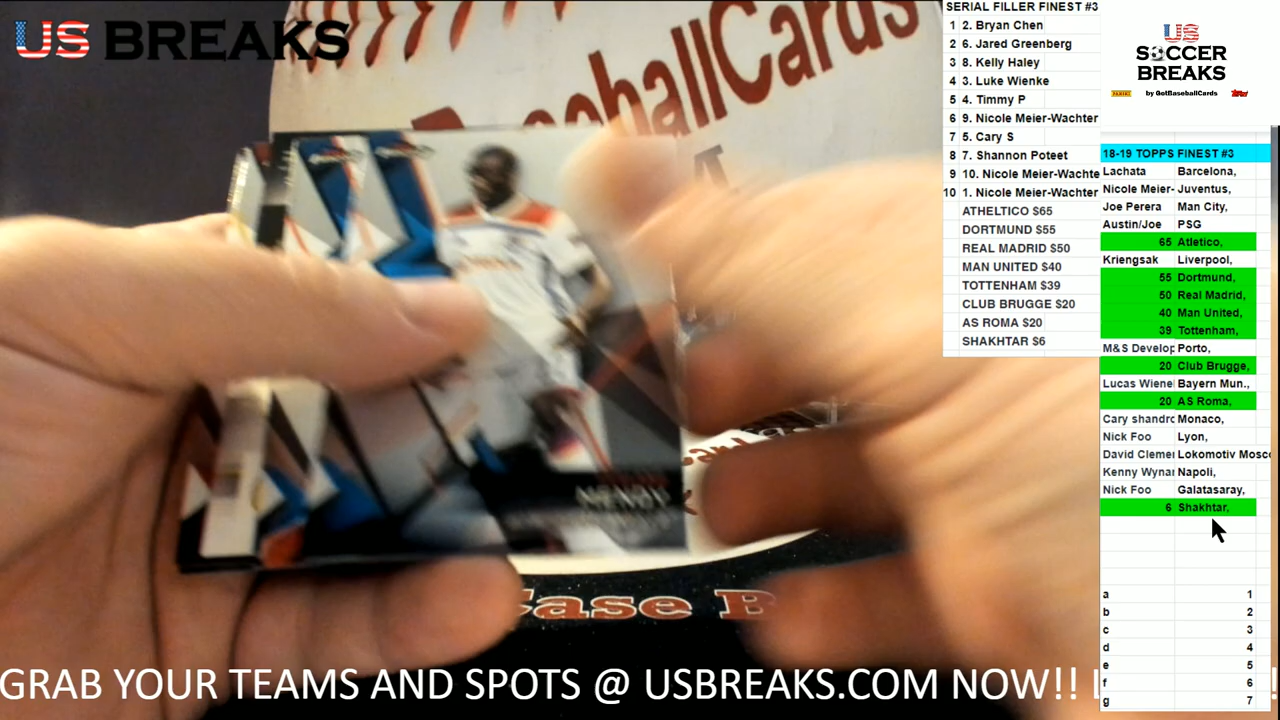 US BREAKS
BaseballCards
Case B
MENDY
SERIAL FILLER FINEST #3
1 2. Bryan Chen
2 6. Jared Greenberg
3 8. Kelly Haley
4 3. Luke Wienke
5 4. Timmy P
6 9. Nicole Meier-Wachter
7 5. Cary S
8 7. Shannon Poteet
9 10. Nicole Meier-Wachte
10 1. Nicole Meier-Wachter
ATHELTICO $65
DORTMUND $55
REAL MADRID $50
MAN UNITED $40
TOTTENHAM $39
CLUB BRUGGE $20
AS ROMA $20
SHAKHTAR $6
US
SOCCER
BREAKS
PANINI by GetBaseballCards Topps
18-19 TOPPS FINEST #3
Lachata Barcelona,
Nicole Meier- Juventus,
Joe Perera Man City,
Austin/Joe PSG
65 Atletico,
Kriengsak Liverpool,
55 Dortmund,
50 Real Madrid,
40 Man United,
39 Tottenham,
M&S Develop Porto,
20 Club Brugge,
Lucas Wiene Bayern Mun.,
20 AS Roma,
Cary shandro Monaco,
Nick Foo Lyon,
David Clemen Lokomotiv Mosco
Kenny Wynar Napoli,
Nick Foo Galatasaray,
6 Shakhtar,
a 1
b 2
c 3
d 4
e 5
f 6
g 7
GRAB YOUR TEAMS AND SPOTS @ USBREAKS.COM NOW!!